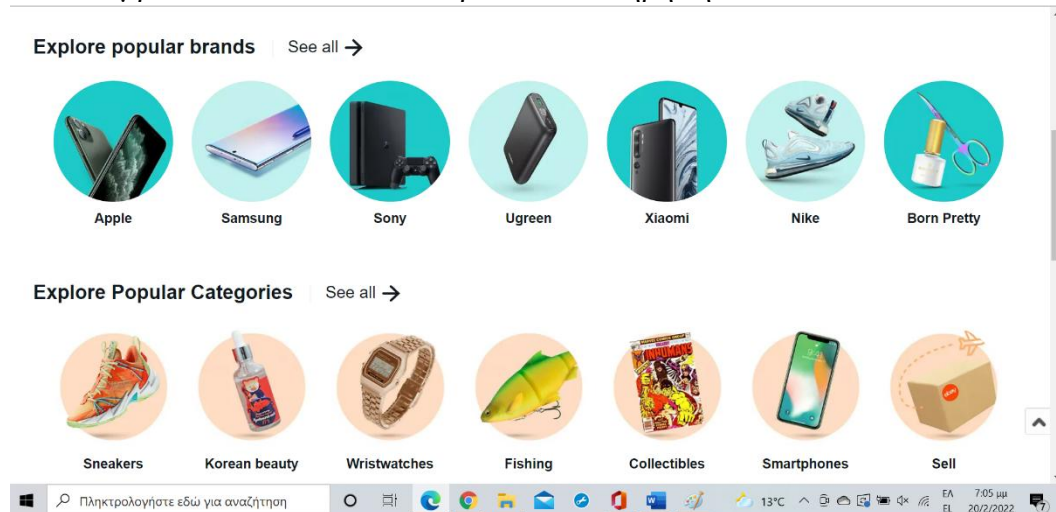 Explore popular brands See all →
Apple Samsung Sony Ugreen Xiaomi Nike Born Pretty
Explore Popular Categories See all →
INHUMANS
Sneakers Korean beauty Wristwatches Fishing Collectibles Smartphones Sell
Πληκτρολογήστε εδώ για αναζήτηση 13°C ΕΛ 7:05 μμ
EL 20/2/2022 7